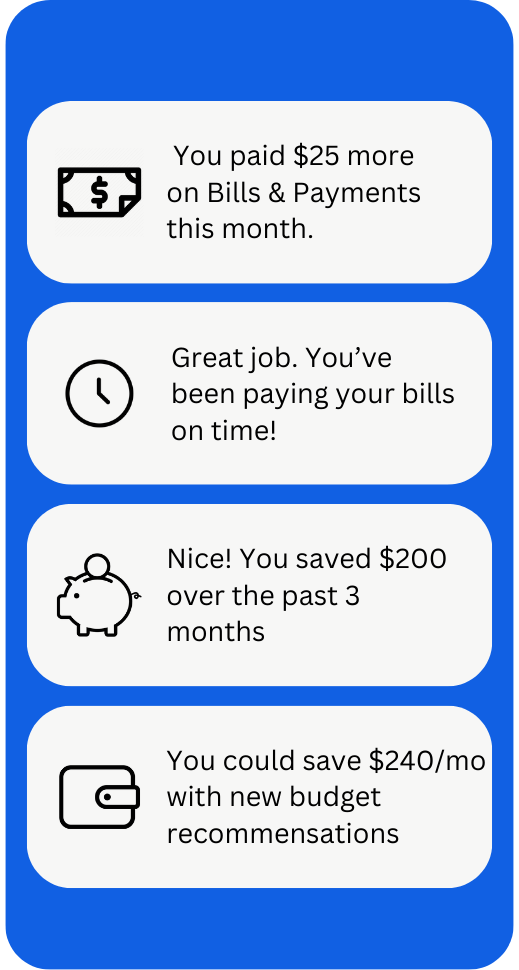 You paid $25 more
on Bills & Payments
this month.
Great job. You’ve
been paying your bills
on time!
Nice! You saved $200
over the past 3
months
You could save $240/mo
with new budget
recommensations